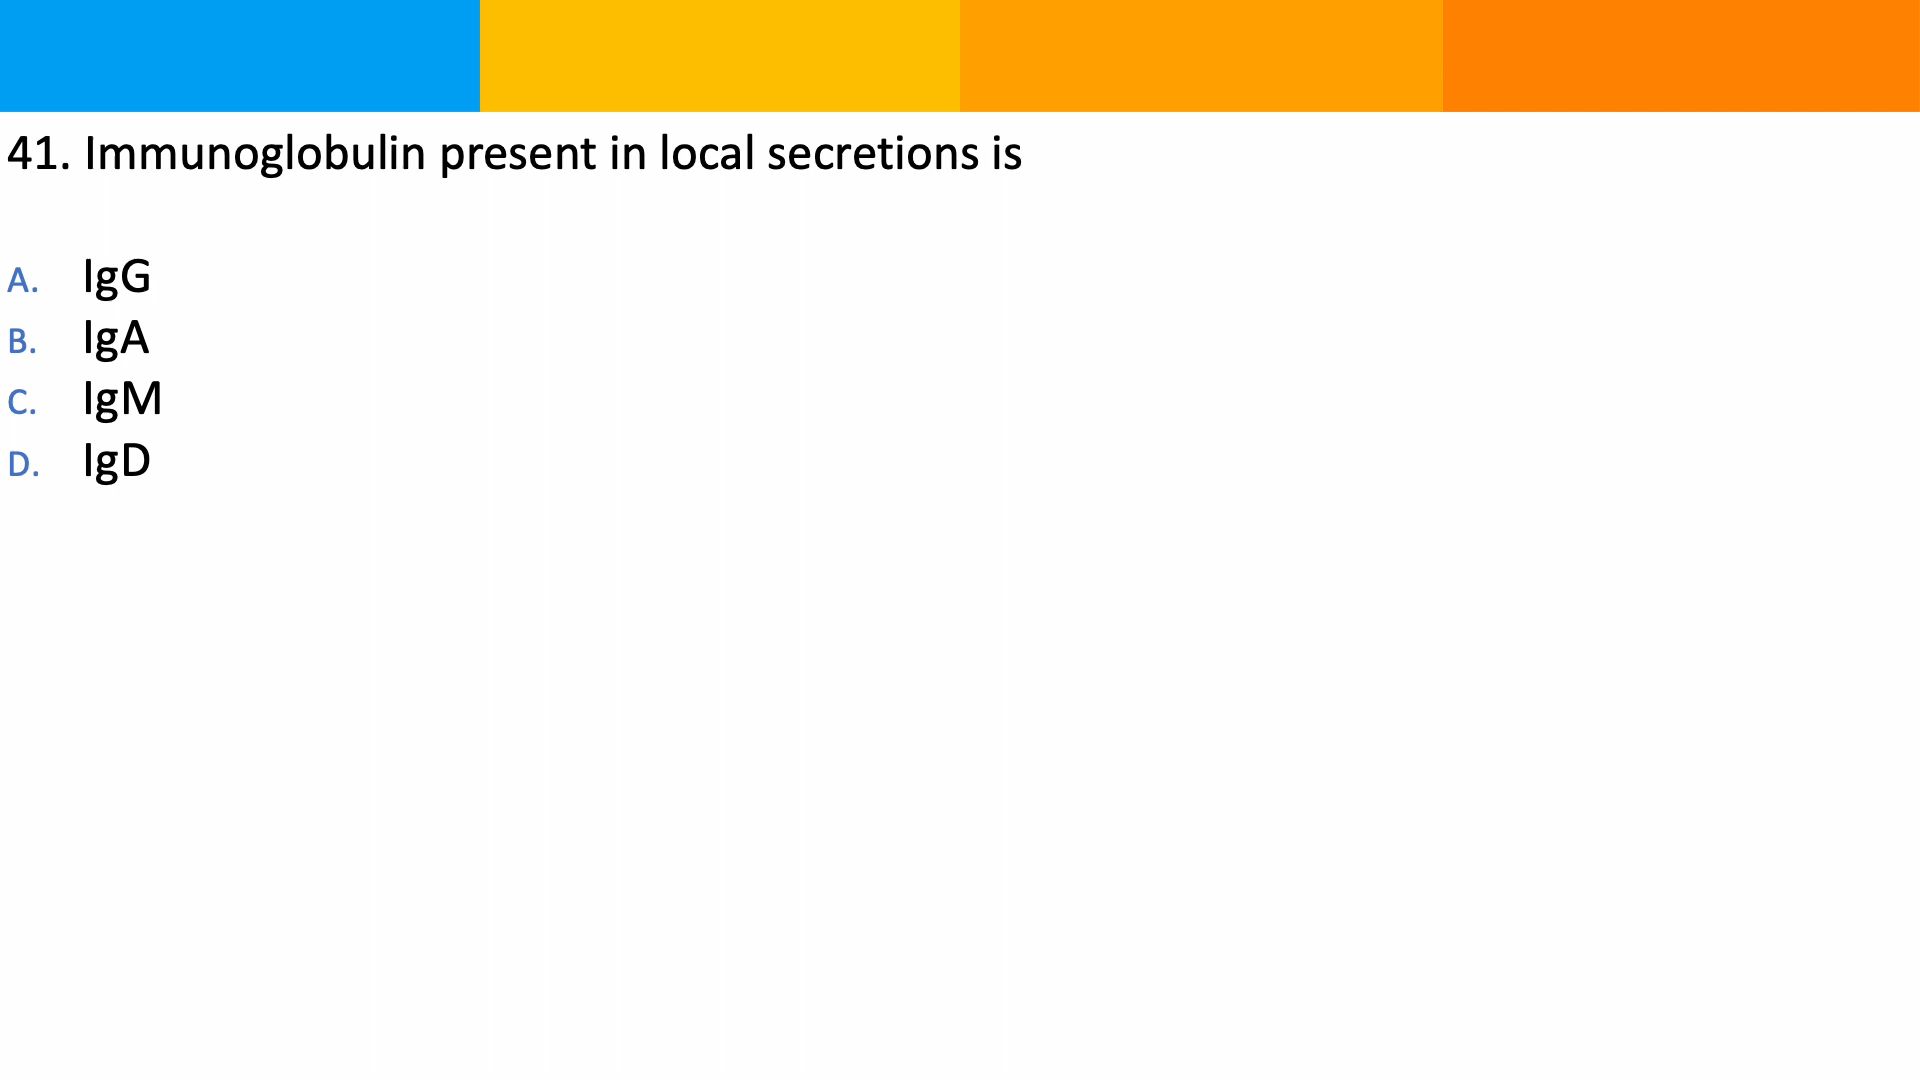 41. Immunoglobulin present in local secretions is
A. IgG
B. IgA
C. IgM
D. IgD